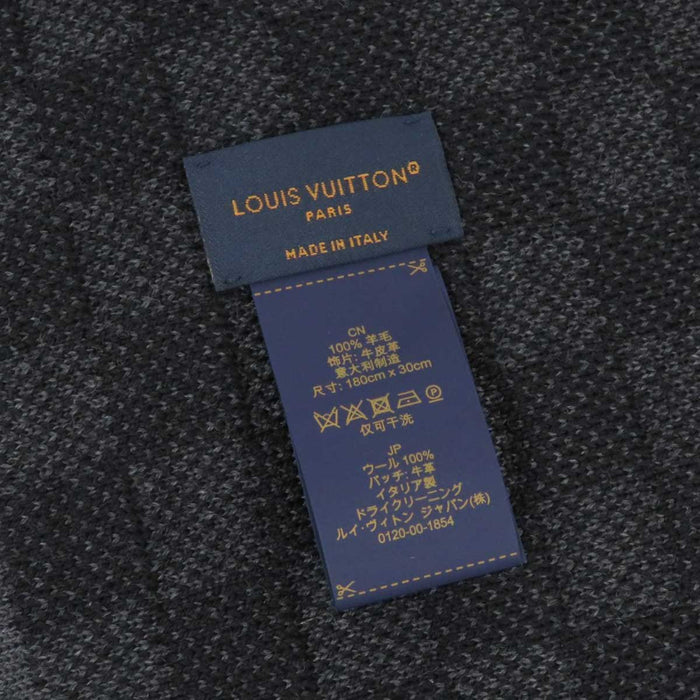 LOUIS VUITTON®
PARIS
MADE IN ITALY
CN
100% 羊毛
饰片: 牛皮革
意大利制造
尺寸: 180cm x 30cm
仅可干洗
JP
ウール 100%
パッチ: 牛革
イタリア製
ドライクリーニング
ルイ・ヴィトン ジャパン(株)
0120-00-1854